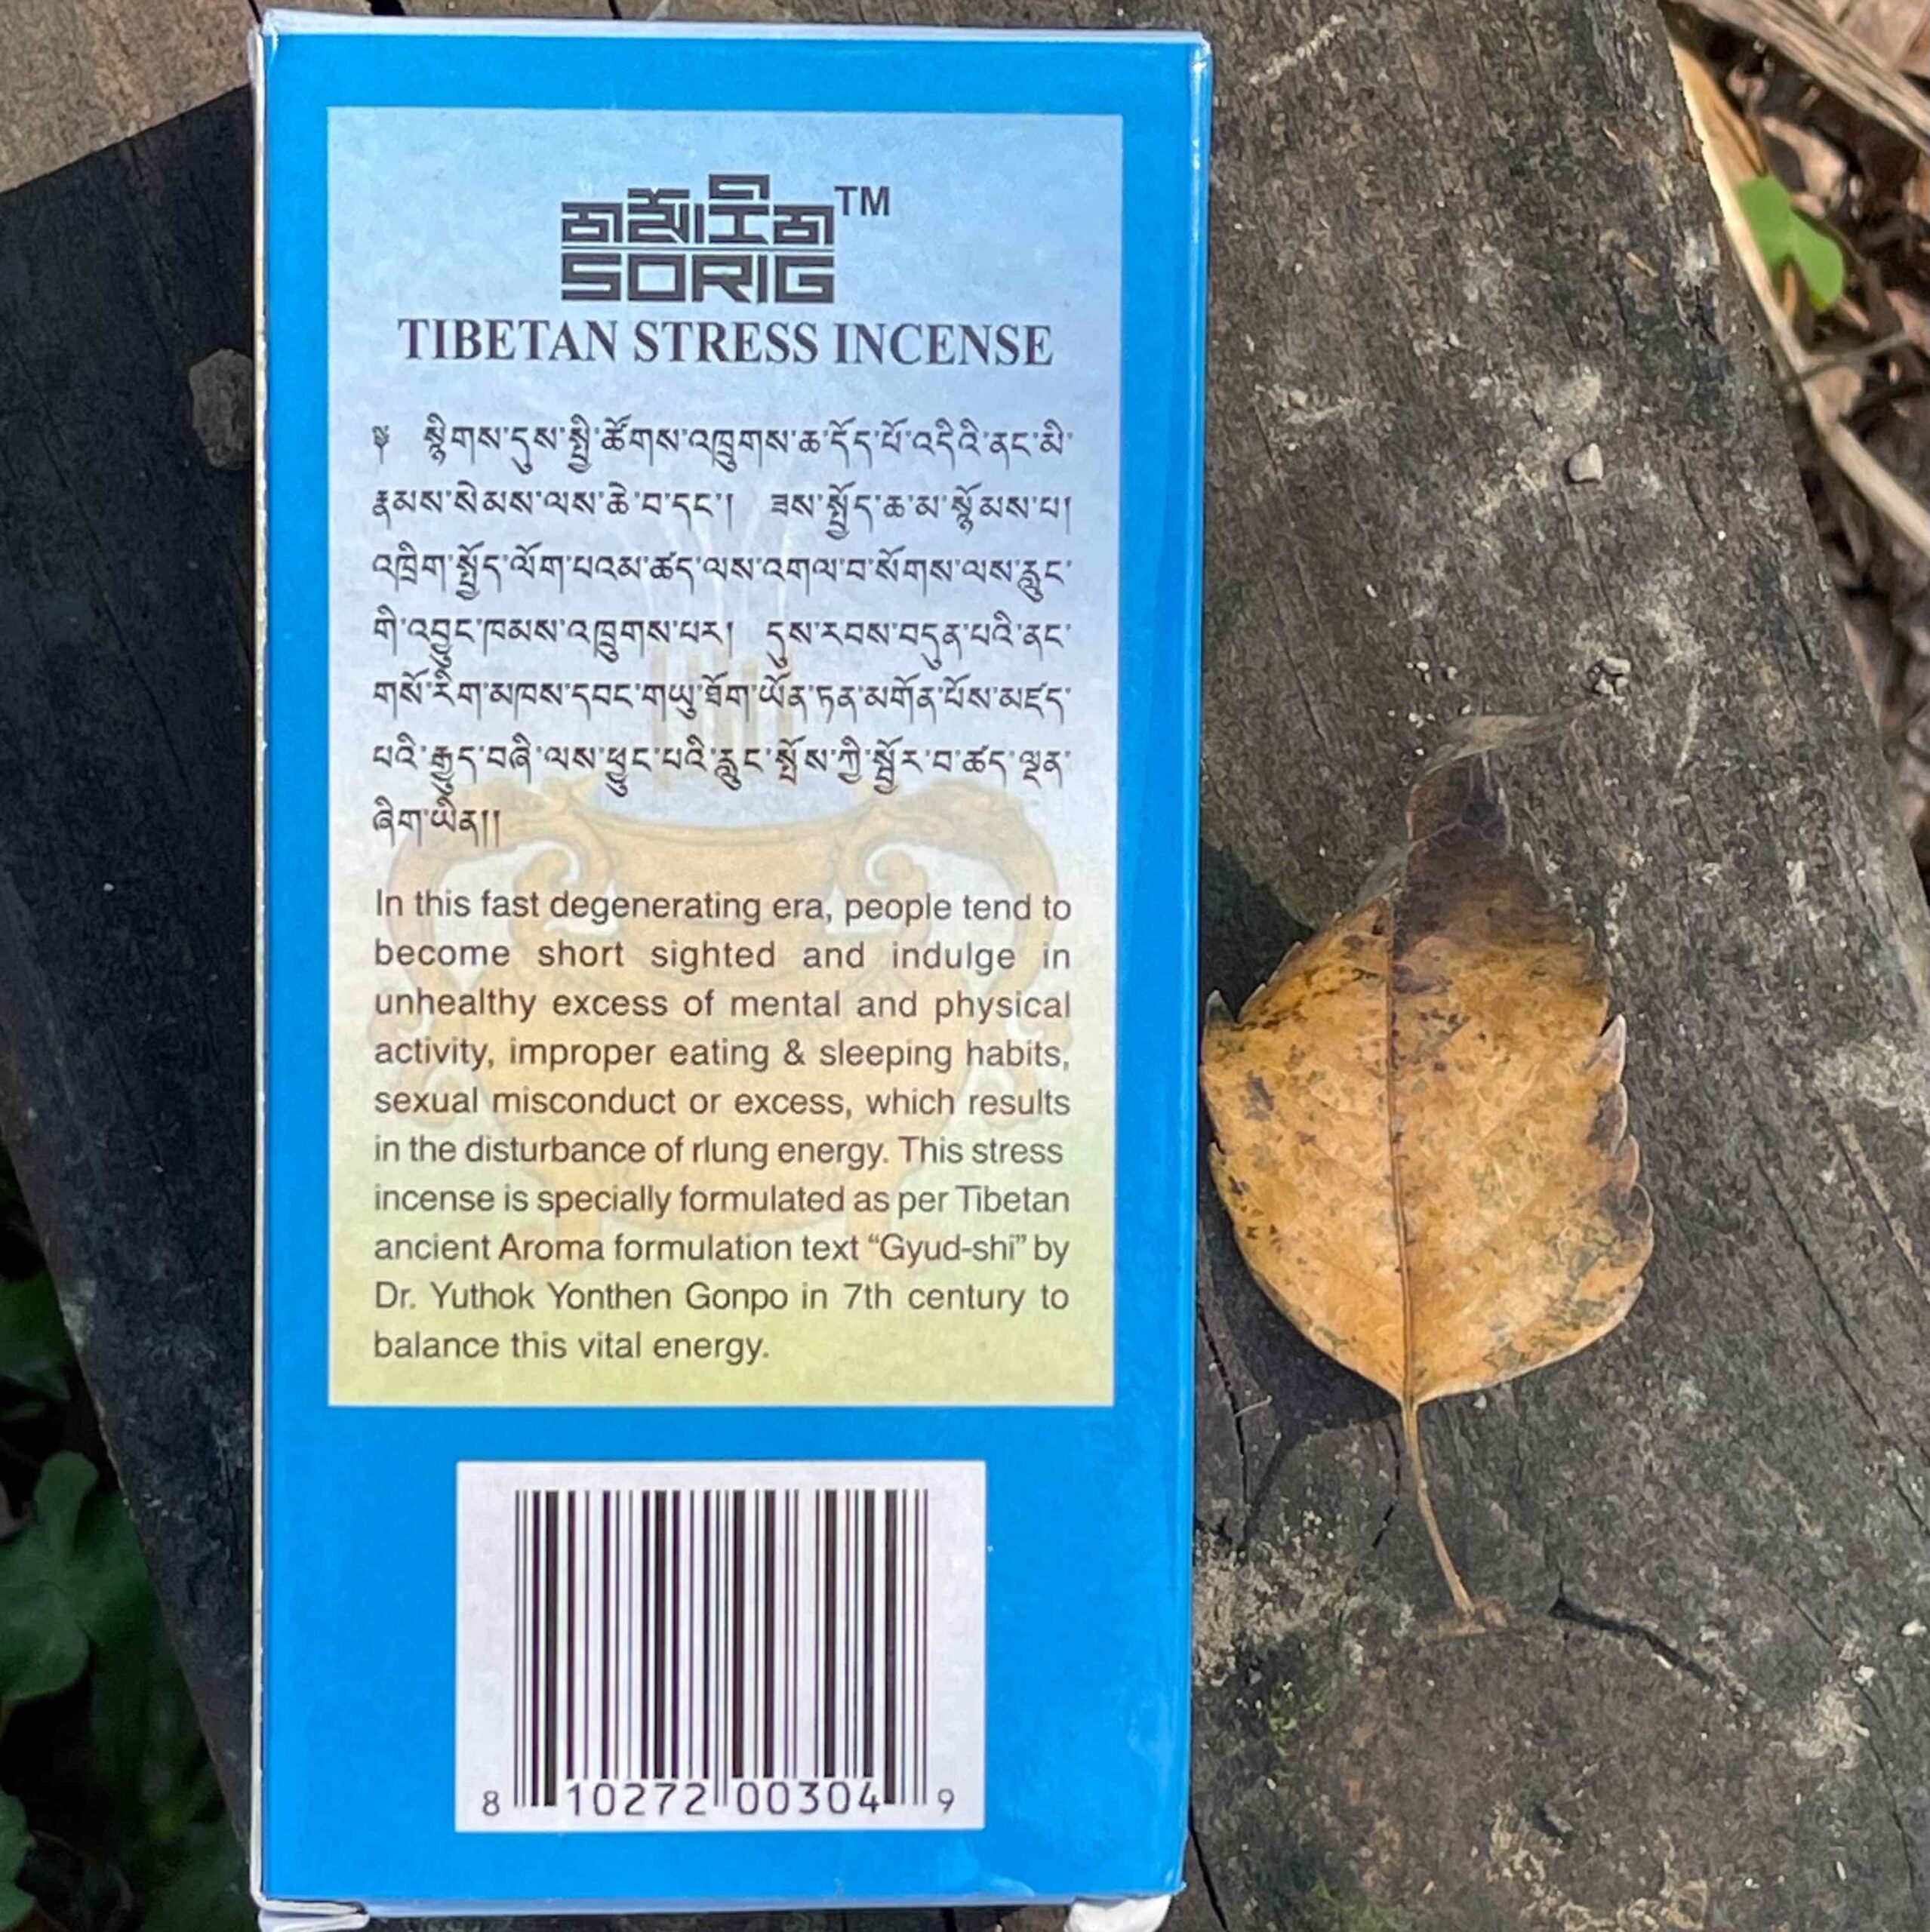 TM
SORIG
TIBETAN STRESS INCENSE
༄ སྙིགས་དུས་སྤྱི་ཚོགས་འཁྲུགས་ཆ་དོད་པོ་འདིའི་ནང་མི་
རྣམས་སེམས་ལས་ཆེ་བ་དང་། ཟས་སྤྱོད་ཆ་མ་སྙོམས་པ།
འཁྲིག་སྤྱོད་ལོག་པའམ་ཚད་ལས་འགལ་བ་སོགས་ལས་རླུང་
གི་འབྱུང་ཁམས་འཁྲུགས་པར། དུས་རབས་བདུན་པའི་ནང་
གསོ་རིག་མཁས་དབང་གཡུ་ཐོག་ཡོན་ཏན་མགོན་པོས་མཛད་
པའི་རྒྱུད་བཞི་ལས་ཕྱུང་པའི་རླུང་སྤོས་ཀྱི་སྦྱོར་བ་ཚད་ལྡན་
ཞིག་ཡིན།།
In this fast degenerating era, people tend to
become short sighted and indulge in
unhealthy excess of mental and physical
activity, improper eating & sleeping habits,
sexual misconduct or excess, which results
in the disturbance of rlung energy. This stress
incense is specially formulated as per Tibetan
ancient Aroma formulation text “Gyud-shi” by
Dr. Yuthok Yonthen Gonpo in 7th century to
balance this vital energy.
8 10272 00304 9